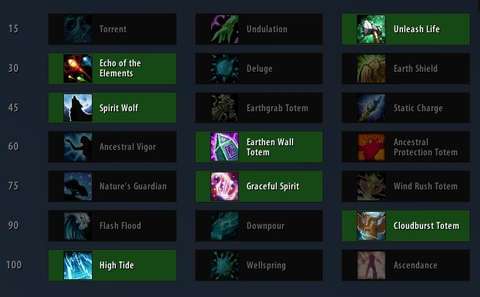 15 Torrent Undulation Unleash Life
30 Echo of the Elements Deluge Earth Shield
45 Spirit Wolf Earthgrab Totem Static Charge
60 Ancestral Vigor Earthen Wall Totem Ancestral Protection Totem
75 Nature's Guardian Graceful Spirit Wind Rush Totem
90 Flash Flood Downpour Cloudburst Totem
100 High Tide Wellspring Ascendance